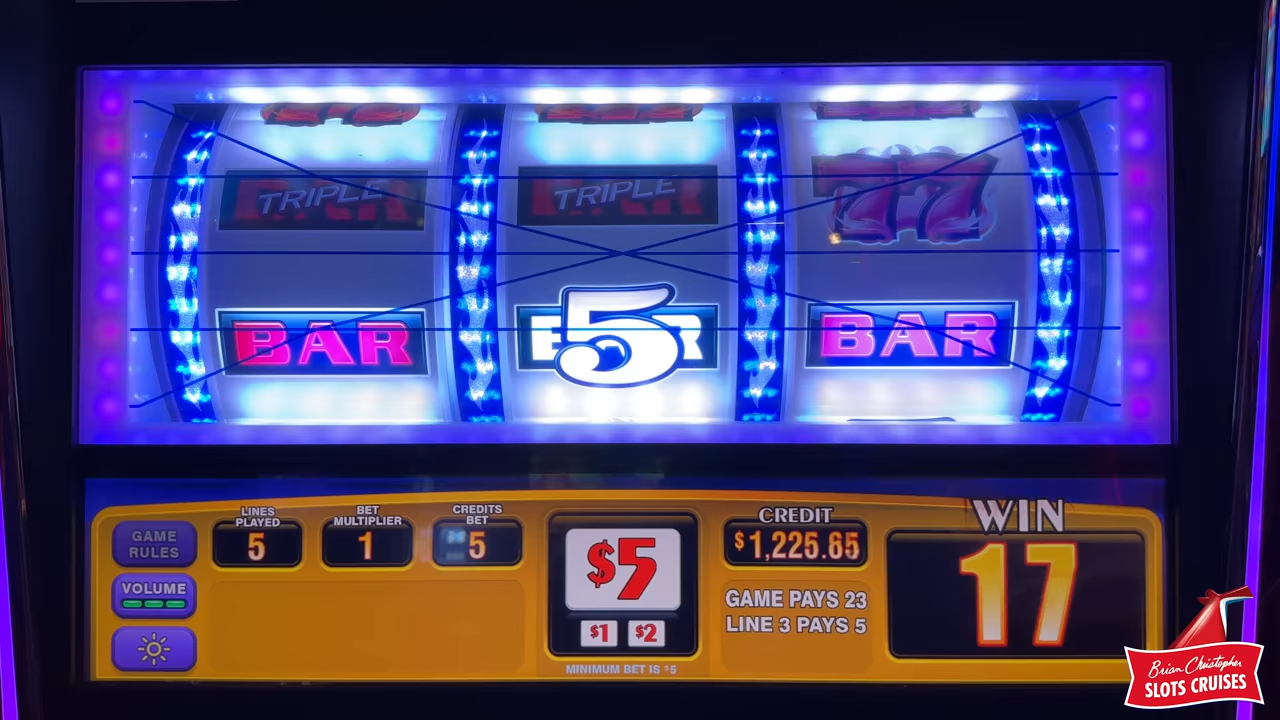 TRIPLE TRIPLE 77
BAR 5 BAR
LINES PLAYED
5
BET MULTIPLIER
1
CREDITS BET
5
GAME RULES
VOLUME
$5
$1 $2
MINIMUM BET IS $5
CREDIT
$1,225.65
GAME PAYS 23
LINE 3 PAYS 5
WIN
17
Brian Christopher
SLOTS CRUISES